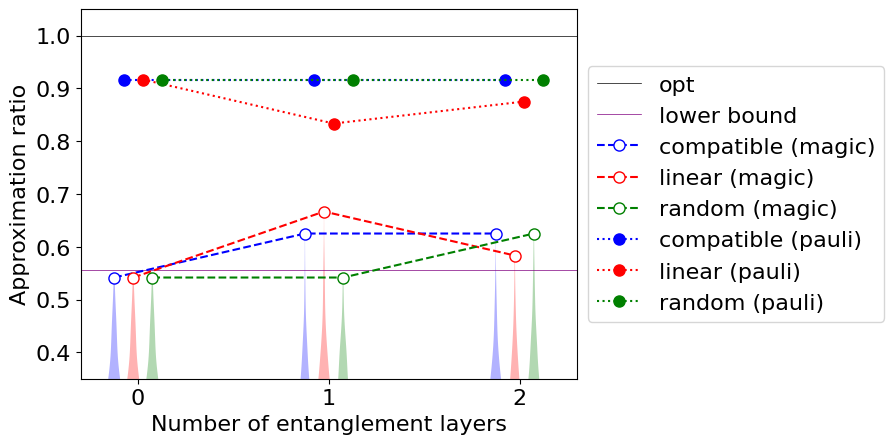 1.0
0.9
0.8
0.7
0.6
0.5
0.4
Approximation ratio
0 1 2
Number of entanglement layers
opt
lower bound
compatible (magic)
linear (magic)
random (magic)
compatible (pauli)
linear (pauli)
random (pauli)